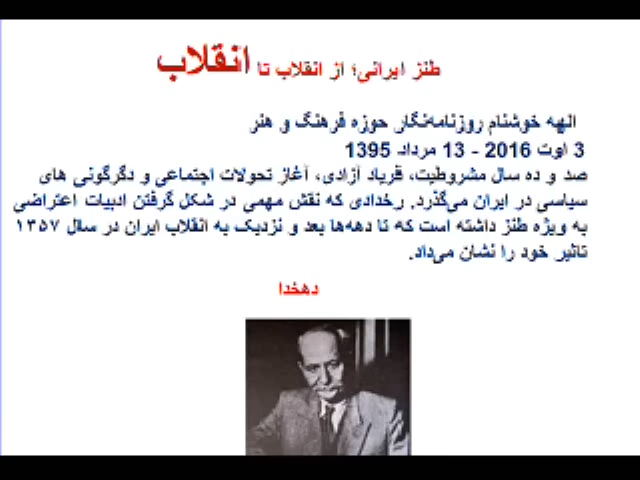 طنز ایرانی؛ از انقلاب تا انقلاب
الهه خوشنام روزنامه‌نگار حوزه فرهنگ و هنر
3 اوت 2016 - 13 مرداد 1395
صد و ده سال مشروطیت، فریاد آزادی، آغاز تحولات اجتماعی و دگرگونی های
سیاسی در ایران می‌گذرد. رخدادی که نقش مهمی در شکل گرفتن ادبیات اعتراضی
به ویژه طنز داشته است که تا دهه‌ها بعد و نزدیک به انقلاب ایران در سال ۱۳۵۷
تاثیر خود را نشان می‌داد.
دهخدا